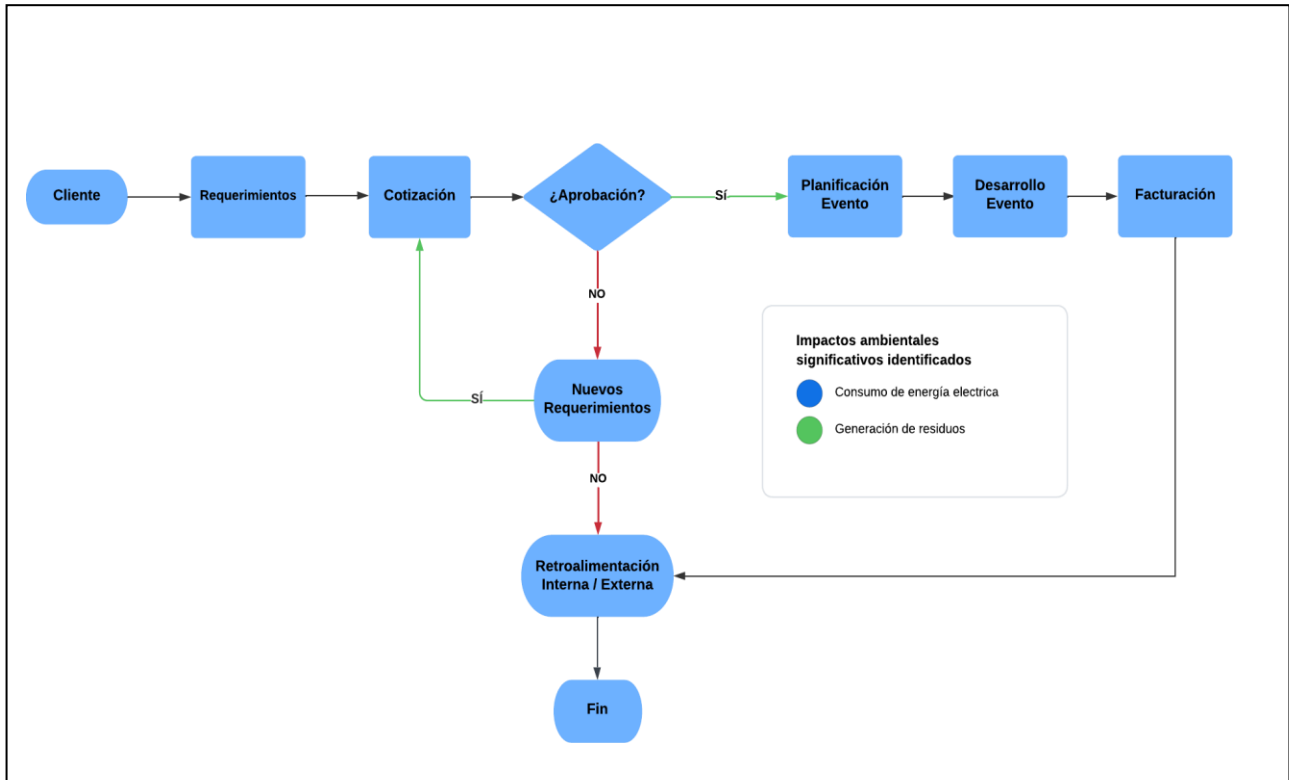 Cliente
Requerimientos
Cotización
¿Aprobación?
Sí
Planificación
Evento
Desarrollo
Evento
Facturación
NO
Impactos ambientales
significativos identificados
Consumo de energía electrica
Generación de residuos
Nuevos
Requerimientos
SÍ
NO
Retroalimentación
Interna / Externa
Fin